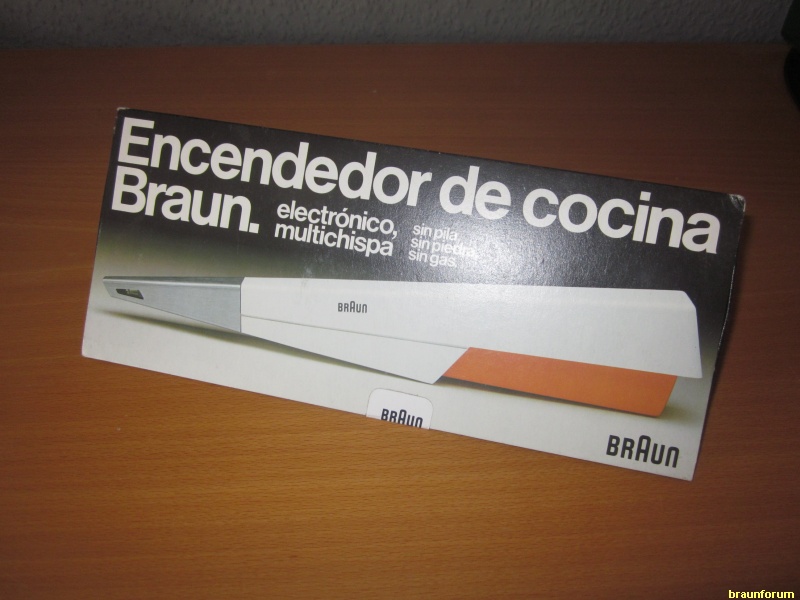 Encendedor de cocina
Braun.
electrónico,
multichispa
sin pila,
sin piedra,
sin gas.
BRAUN
BRAUN
BRAUN
braunforum